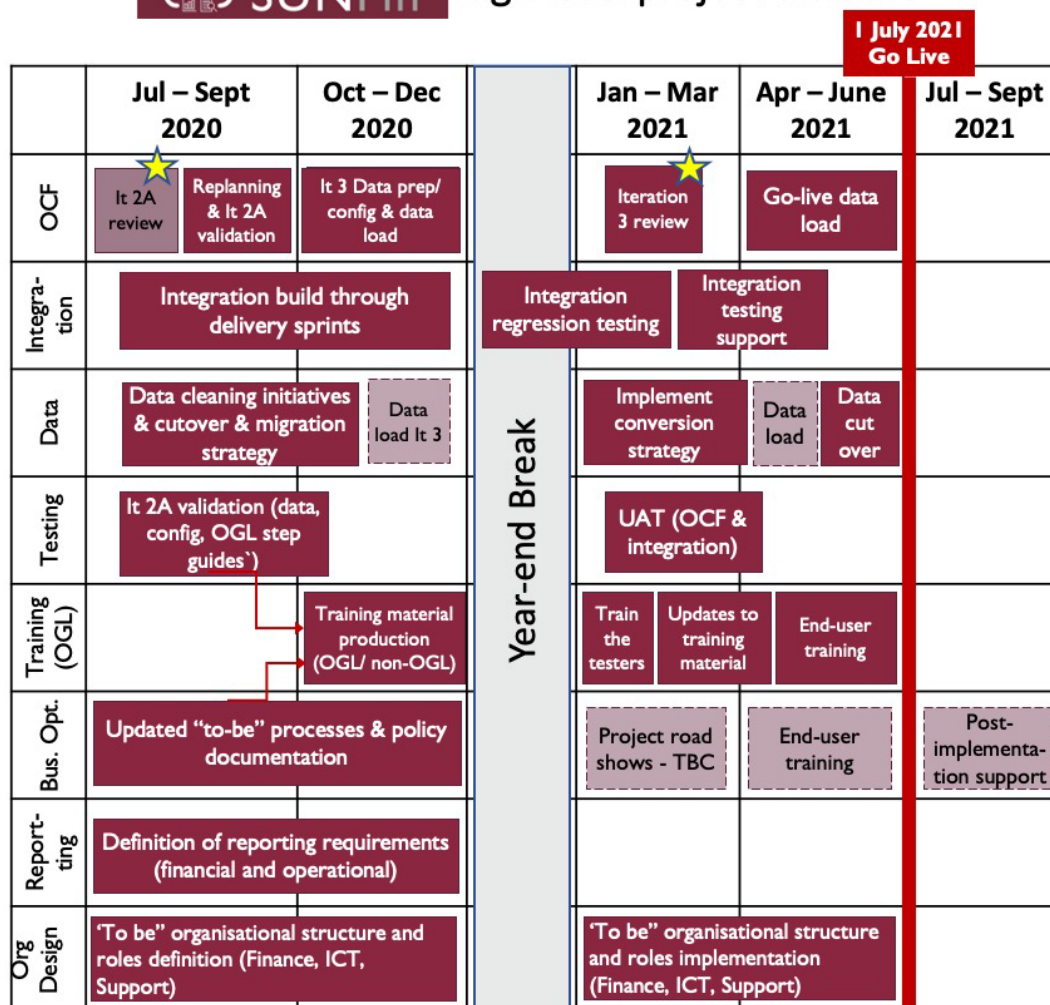 1 July 2021
Go Live
Jul – Sept
2020
Oct – Dec
2020
Jan – Mar
2021
Apr – June
2021
Jul – Sept
2021
OCF
It 2A
review
Replanning
& It 2A
validation
It 3 Data prep/
config & data
load
Iteration
3 review
Go-live data
load
Integra-
tion
Integration build through
delivery sprints
Integration
regression testing
Integration
testing
support
Data
Data cleaning initiatives
& cutover & migration
strategy
Data
load It 3
Implement
conversion
strategy
Data
load
Data
cut
over
Year-end Break
Testing
It 2A validation (data,
config, OGL step
guides`)
UAT (OCF &
integration)
Training
(OGL)
Training material
production
(OGL/ non-OGL)
Train
the
testers
Updates to
training
material
End-user
training
Bus. Opt.
Updated “to-be” processes & policy
documentation
Project road
shows - TBC
End-user
training
Post-
implementa-
tion support
Report-
ting
Definition of reporting requirements
(financial and operational)
Org
Design
‘To be” organisational structure and
roles definition (Finance, ICT,
Support)
‘To be” organisational structure
and roles implementation
(Finance, ICT, Support)